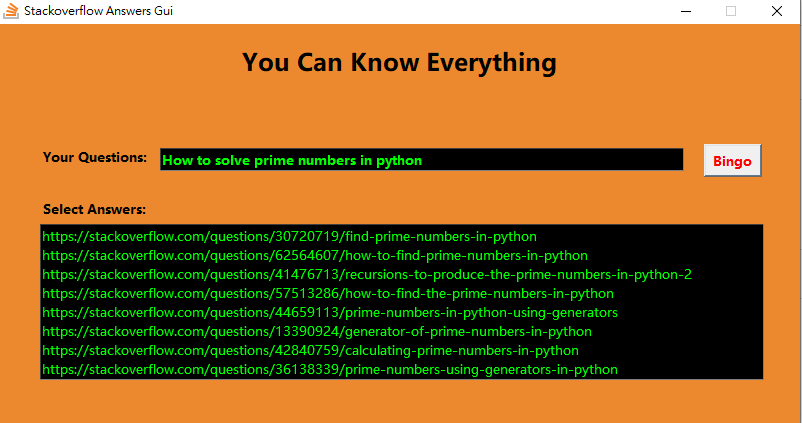 Stackoverflow Answers Gui
You Can Know Everything
Your Questions: How to solve prime numbers in python Bingo
Select Answers:
https://stackoverflow.com/questions/30720719/find-prime-numbers-in-python
https://stackoverflow.com/questions/62564607/how-to-find-prime-numbers-in-python
https://stackoverflow.com/questions/41476713/recursions-to-produce-the-prime-numbers-in-python-2
https://stackoverflow.com/questions/57513286/how-to-find-the-prime-numbers-in-python
https://stackoverflow.com/questions/44659113/prime-numbers-in-python-using-generators
https://stackoverflow.com/questions/13390924/generator-of-prime-numbers-in-python
https://stackoverflow.com/questions/42840759/calculating-prime-numbers-in-python
https://stackoverflow.com/questions/36138339/prime-numbers-using-generators-in-python